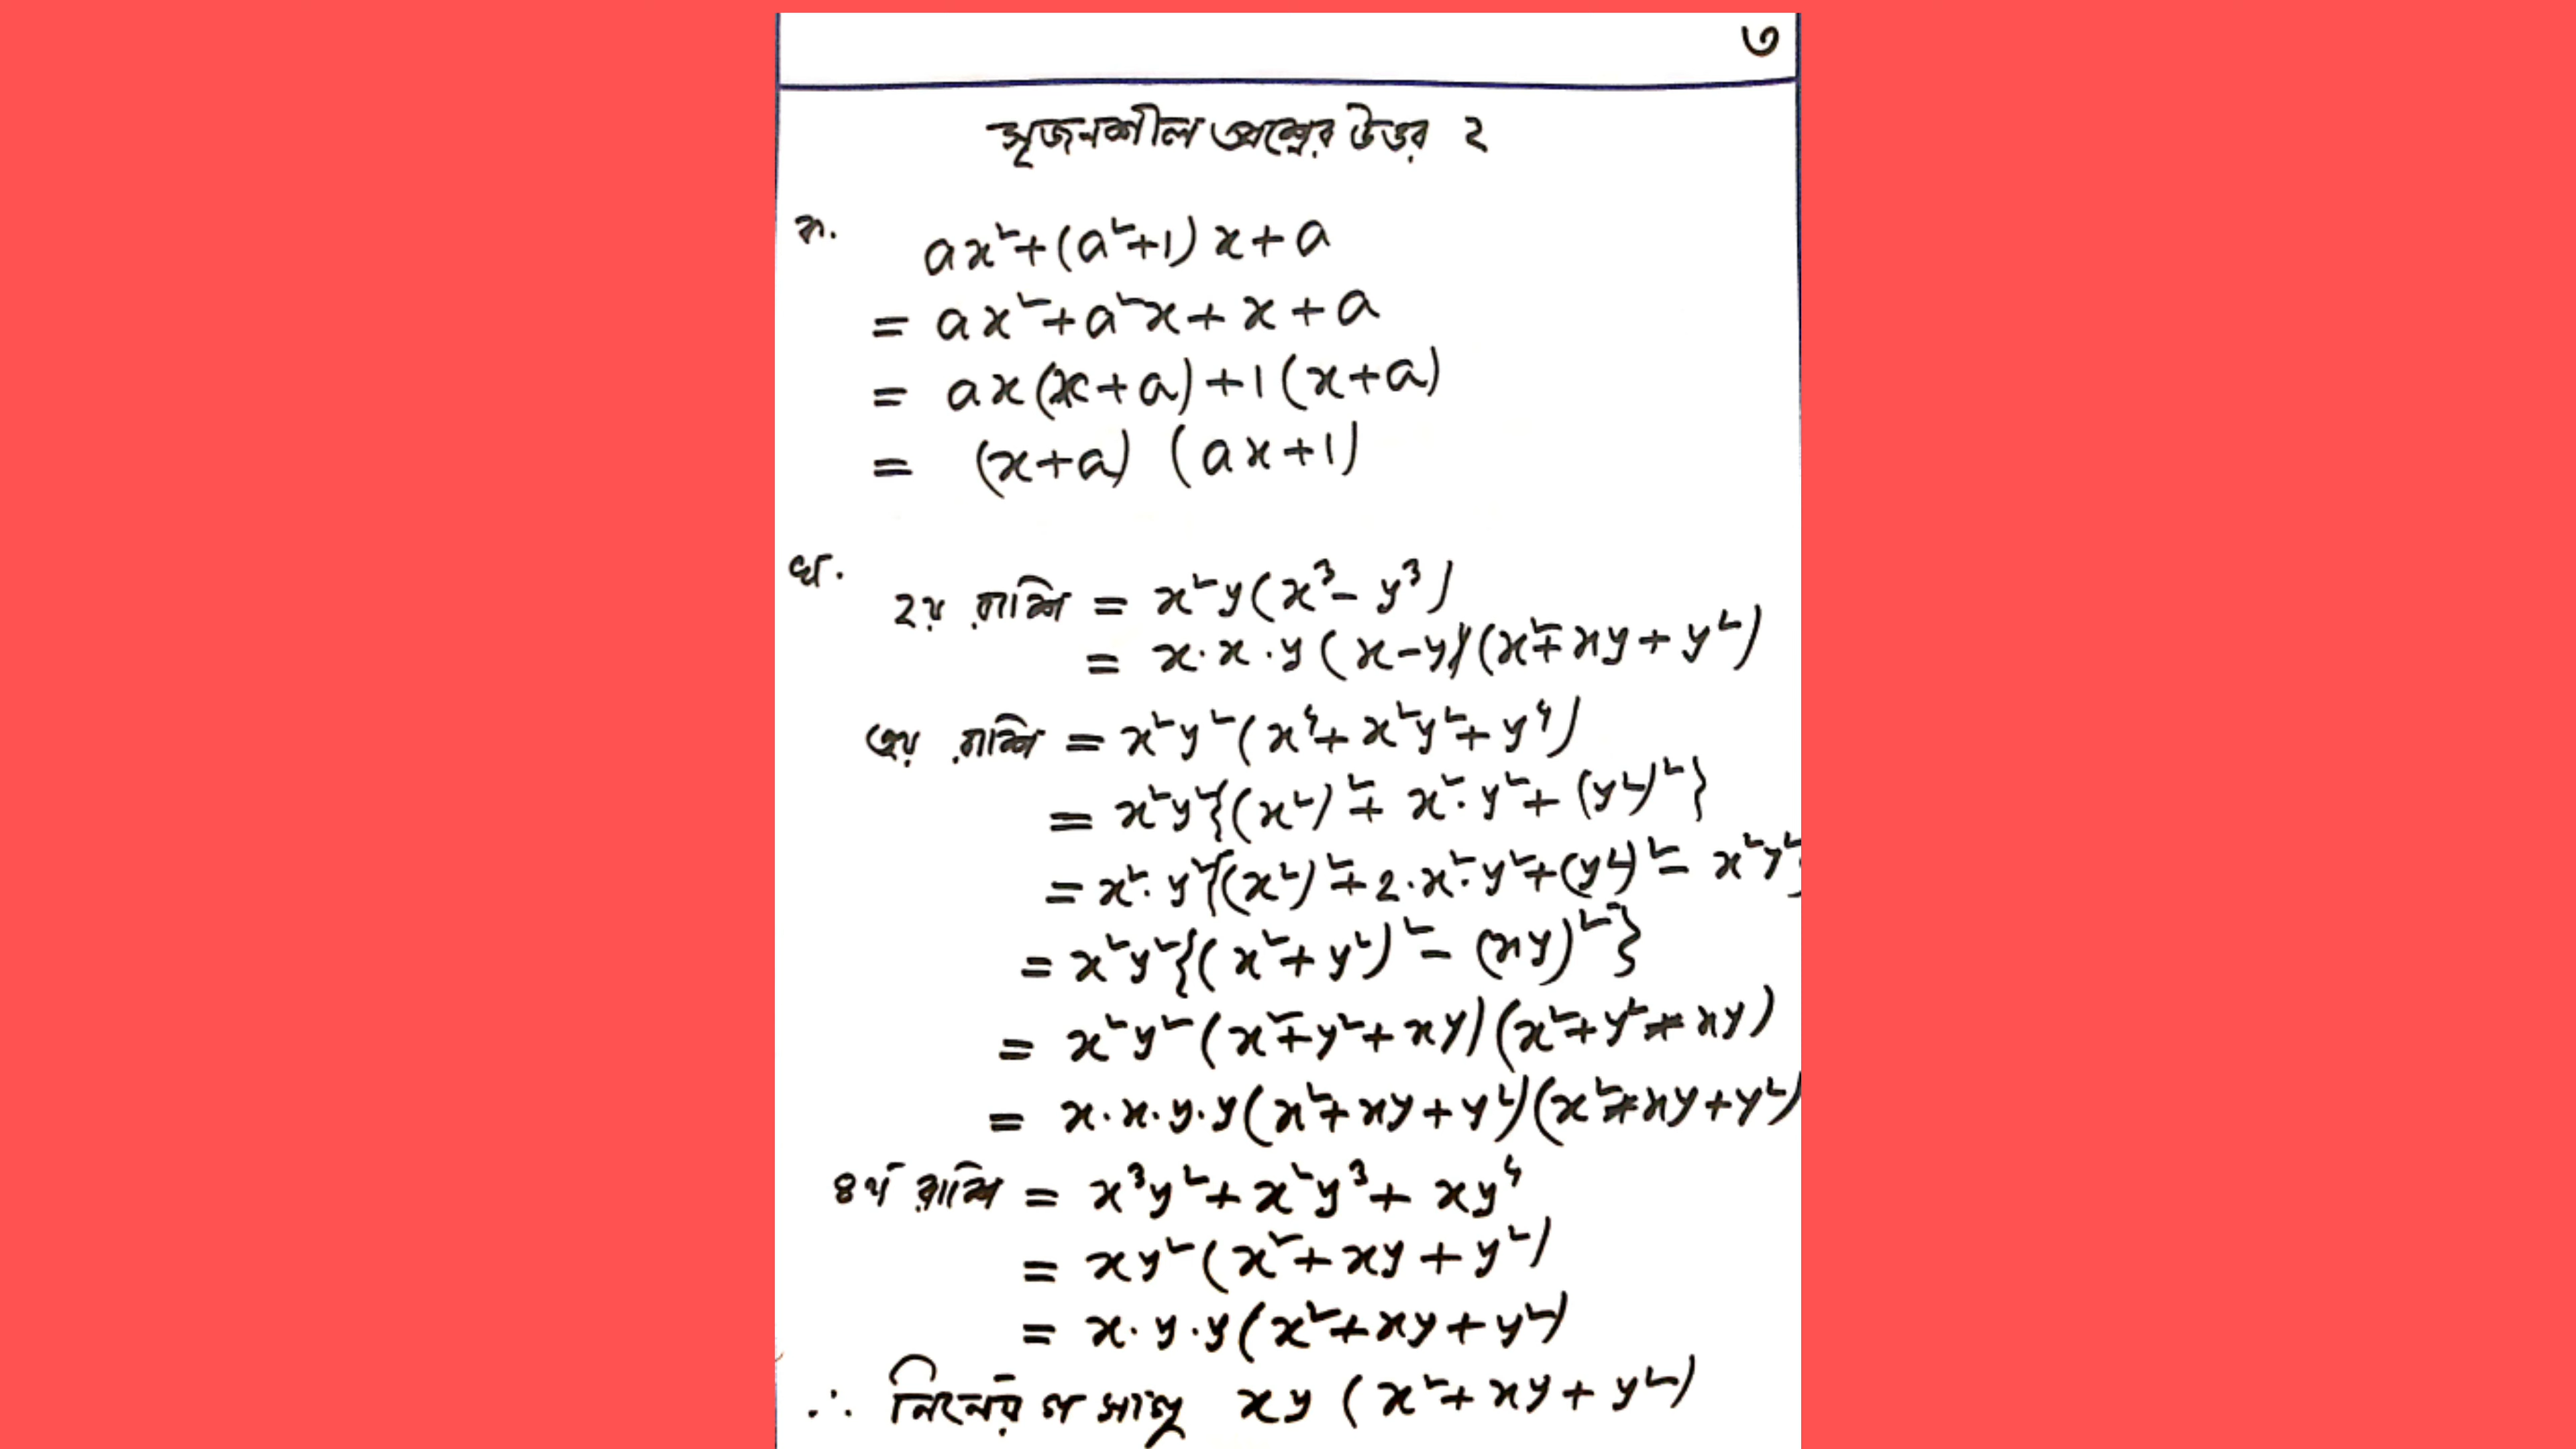 ৩
সৃজনশীল প্রশ্নের উত্তর ২
ক. ax²+(a²+1)x+a
= ax²+a²x+x+a
= ax(x+a)+1(x+a)
= (x+a) (ax+1)
খ. ২য় রাশি = x²y(x³-y³)
= x·x·y(x-y)(x²+xy+y²)
৩য় রাশি = x²y²(x⁴+x²y²+y⁴)
= x²y²{(x²)²+x²·y²+(y²)²}
= x²·y²{(x²)²+2·x²·y²+(y²)²-x²y²}
= x²y²{(x²+y²)²-(xy)²}
= x²y²(x²+y²+xy)(x²+y²-xy)
= x·x·y·y(x²+xy+y²)(x²-xy+y²)
৪র্থ রাশি = x³y²+x²y³+xy⁴
= xy²(x²+xy+y²)
= x·y·y(x²+xy+y²)
∴ xy(x²+xy+y²)